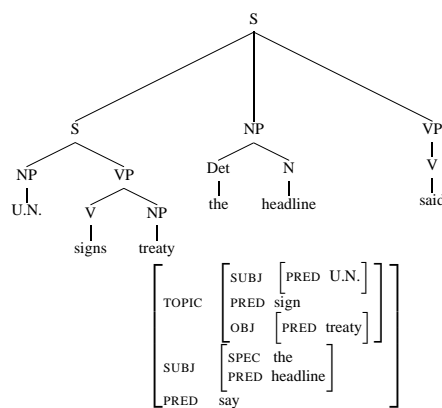 S
S NP VP
NP VP Det N V
U.N. V NP the headline said
signs treaty
SUBJ [PRED U.N.]
TOPIC PRED sign
OBJ [PRED treaty]
SPEC the
SUBJ
PRED headline
PRED say